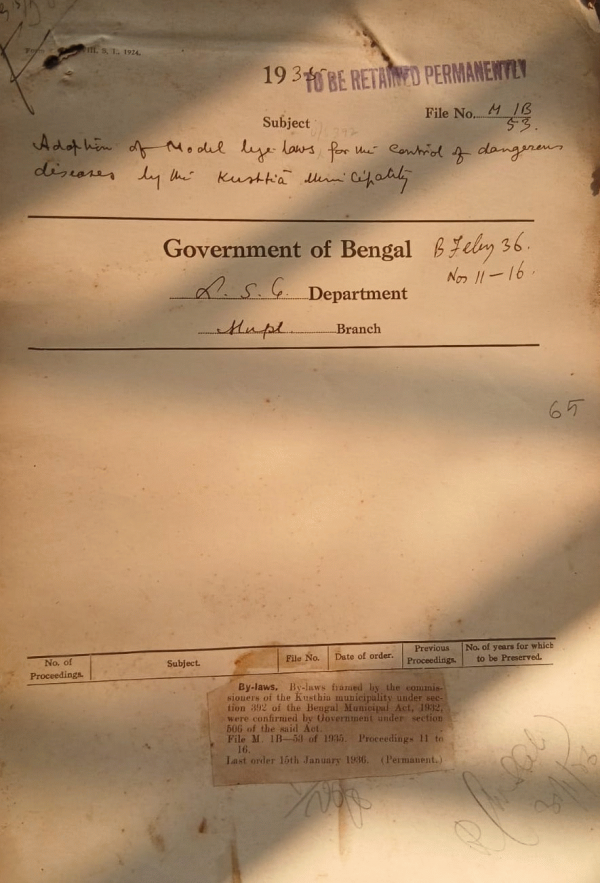 1935
TO BE RETAINED PERMANENTLY
File No. M 1B
53.
Subject
Adoption of Model bye-laws for the control of dangerous
diseases by the Kushtia Municipality
Government of Bengal
B Feby 36.
Nos 11-16.
L. S. G. Department
Mupl. Branch
65
No. of
Proceedings.
Subject.
File No.
Date of order.
Previous
Proceedings.
No. of years for which
to be Preserved.
By-laws. By-laws framed by the commis-
sioners of the Kusthia municipality under sec-
tion 392 of the Bengal Municipal Act, 1932,
were confirmed by Government under section
506 of the said Act.
File M. 1B—53 of 1935. Proceedings 11 to
16.
Last order 15th January 1936. (Permanent.)